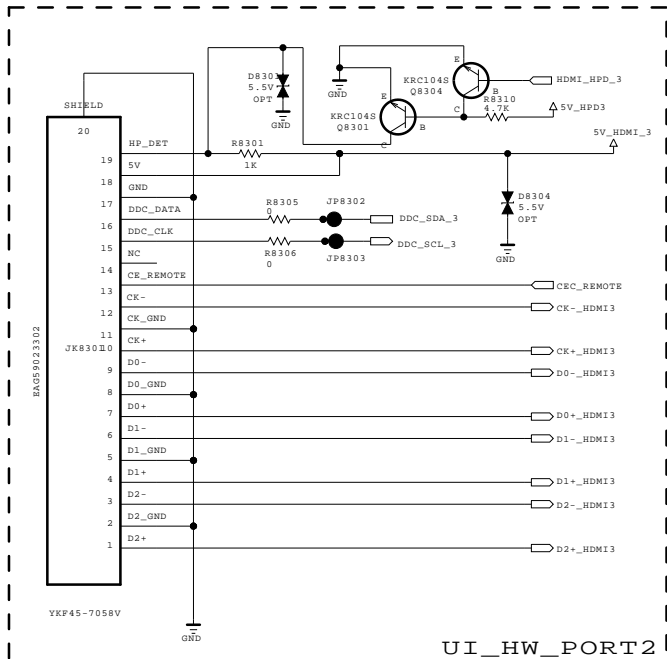 D8301
5.5V
OPT
GND
GND
E
KRC104S
Q8304
B
C
HDMI_HPD_3
E
KRC104S
Q8301
B
C
R8310
4.7K
5V_HPD3
5V_HDMI_3
SHIELD
20
HP_DET
19
R8301
1K
5V
18
GND
17
D8304
5.5V
OPT
GND
DDC_DATA
16
R8305
0
JP8302
DDC_SDA_3
DDC_CLK
15
R8306
0
JP8303
DDC_SCL_3
NC
14
CE_REMOTE
13
CEC_REMOTE
CK-
12
CK-_HDMI3
CK_GND
11
CK+
JK8301
10
CK+_HDMI3
D0-
9
D0-_HDMI3
D0_GND
8
D0+
7
D0+_HDMI3
D1-
6
D1-_HDMI3
D1_GND
5
D1+
4
D1+_HDMI3
D2-
3
D2-_HDMI3
D2_GND
2
D2+
1
D2+_HDMI3
EAG59023302
YKF45-7058V
GND
UI_HW_PORT2